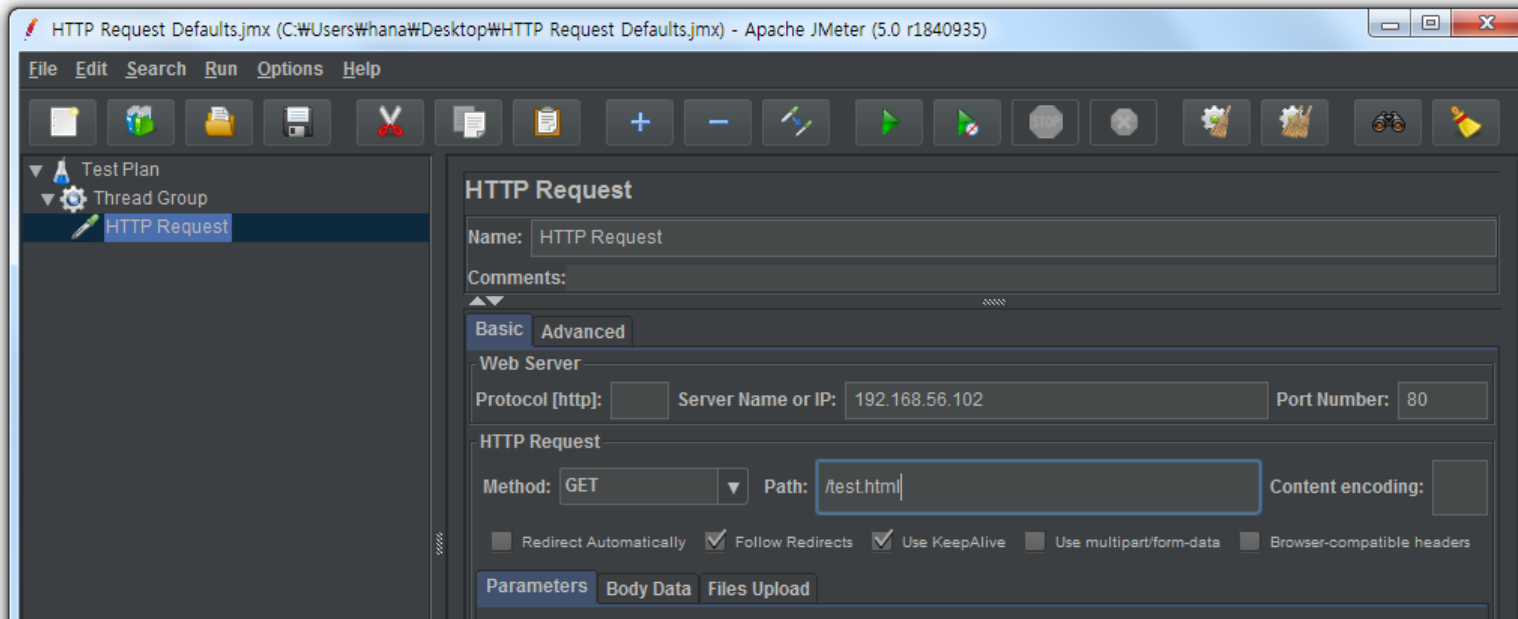 HTTP Request Defaults.jmx (C:₩Users₩hana₩Desktop₩HTTP Request Defaults.jmx) - Apache JMeter (5.0 r1840935)
File Edit Search Run Options Help
STOP
Test Plan
Thread Group
HTTP Request
HTTP Request
Name: HTTP Request
Comments:
Basic Advanced
Web Server
Protocol [http]: Server Name or IP: 192.168.56.102 Port Number: 80
HTTP Request
Method: GET Path: /test.html Content encoding:
Redirect Automatically Follow Redirects Use KeepAlive Use multipart/form-data Browser-compatible headers
Parameters Body Data Files Upload